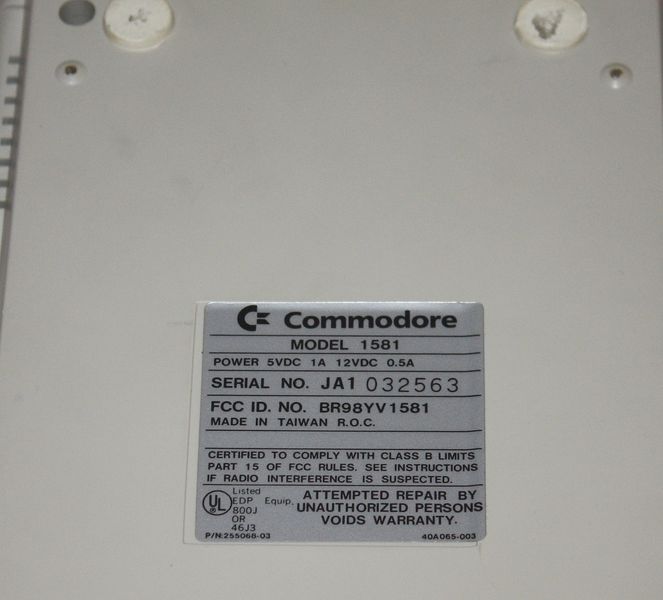 Commodore
MODEL 1581
POWER 5VDC 1A 12VDC 0.5A
SERIAL NO. JA1 032563
FCC ID. NO. BR98YV1581
MADE IN TAIWAN R.O.C.
CERTIFIED TO COMPLY WITH CLASS B LIMITS
PART 15 OF FCC RULES. SEE INSTRUCTIONS
IF RADIO INTERFERENCE IS SUSPECTED.
UL Listed
EDP Equip.
800J
OR
46J3
ATTEMPTED REPAIR BY
UNAUTHORIZED PERSONS
VOIDS WARRANTY.
P/N:255068-03
40A065-003